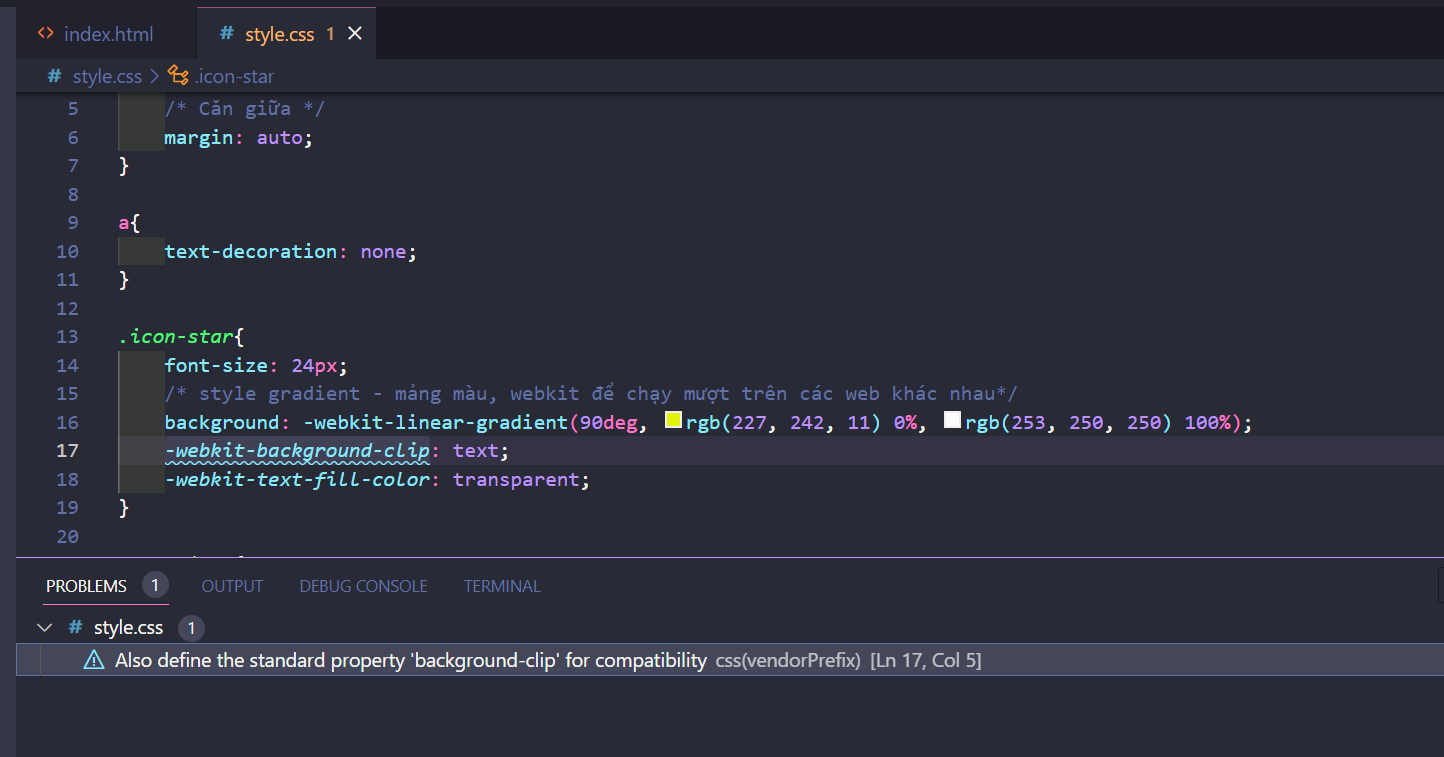 <> index.html # style.css 1 ×
# style.css > .icon-star
5 /* Căn giữa */
6 margin: auto;
7 }
8
9 a{
10 text-decoration: none;
11 }
12
13 .icon-star{
14 font-size: 24px;
15 /* style gradient - mảng màu, webkit để chạy mượt trên các web khác nhau*/
16 background: -webkit-linear-gradient(90deg, rgb(227, 242, 11) 0%, rgb(253, 250, 250) 100%);
17 -webkit-background-clip: text;
18 -webkit-text-fill-color: transparent;
19 }
20
PROBLEMS 1 OUTPUT DEBUG CONSOLE TERMINAL
# style.css 1
Also define the standard property 'background-clip' for compatibility css(vendorPrefix) [Ln 17, Col 5]